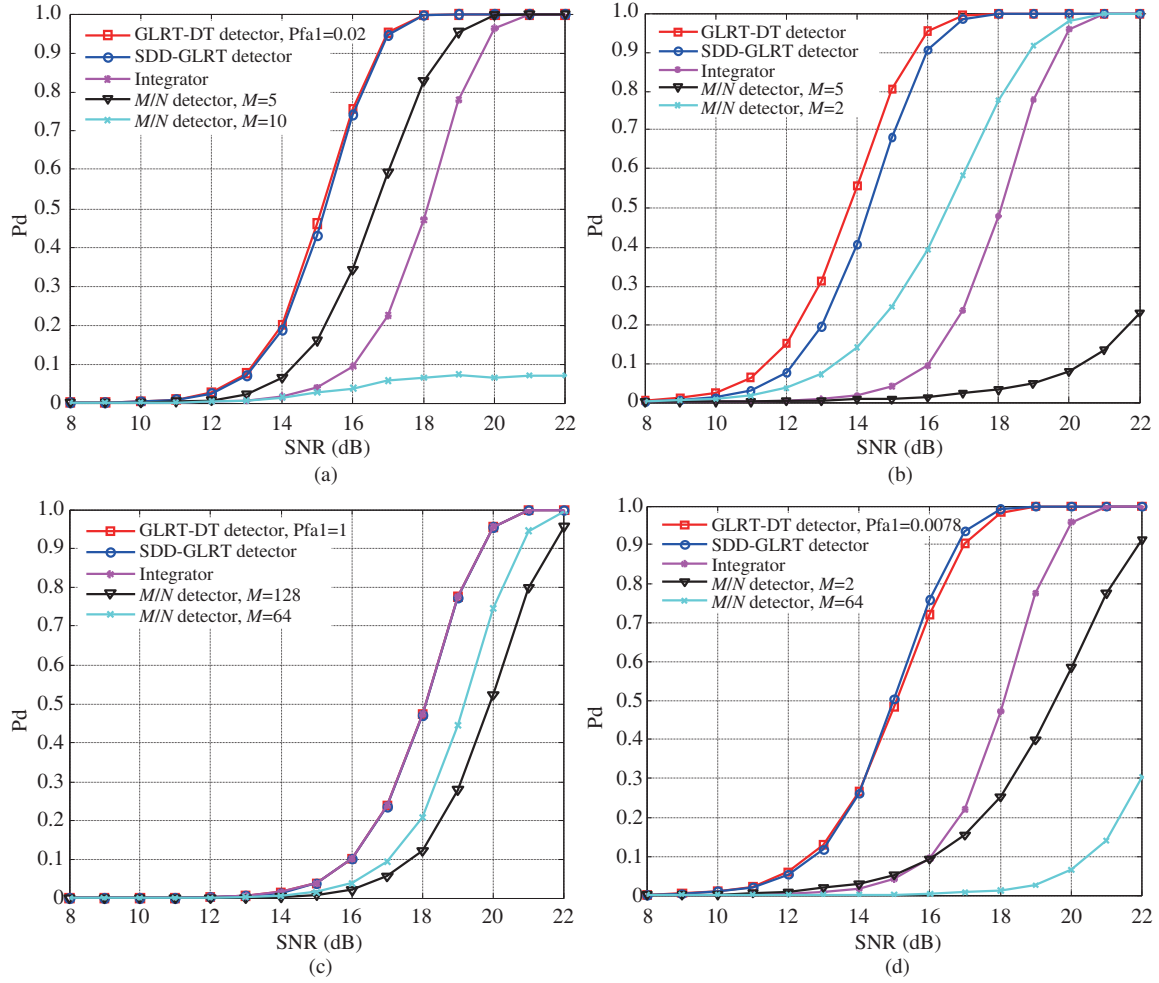 1.0
0.9
0.8
0.7
0.6
0.5
0.4
0.3
0.2
0.1
0
Pd
GLRT-DT detector, Pfa1=0.02
SDD-GLRT detector
Integrator
M/N detector, M=5
M/N detector, M=10
8 10 12 14 16 18 20 22
SNR (dB)
(a)
1.0
0.9
0.8
0.7
0.6
0.5
0.4
0.3
0.2
0.1
0
Pd
GLRT-DT detector
SDD-GLRT detector
Integrator
M/N detector, M=5
M/N detector, M=2
8 10 12 14 16 18 20 22
SNR (dB)
(b)
1.0
0.9
0.8
0.7
0.6
0.5
0.4
0.3
0.2
0.1
0
Pd
GLRT-DT detector, Pfa1=1
SDD-GLRT detector
Integrator
M/N detector, M=128
M/N detector, M=64
8 10 12 14 16 18 20 22
SNR (dB)
(c)
1.0
0.9
0.8
0.7
0.6
0.5
0.4
0.3
0.2
0.1
0
Pd
GLRT-DT detector, Pfa1=0.0078
SDD-GLRT detector
Integrator
M/N detector, M=2
M/N detector, M=64
8 10 12 14 16 18 20 22
SNR (dB)
(d)